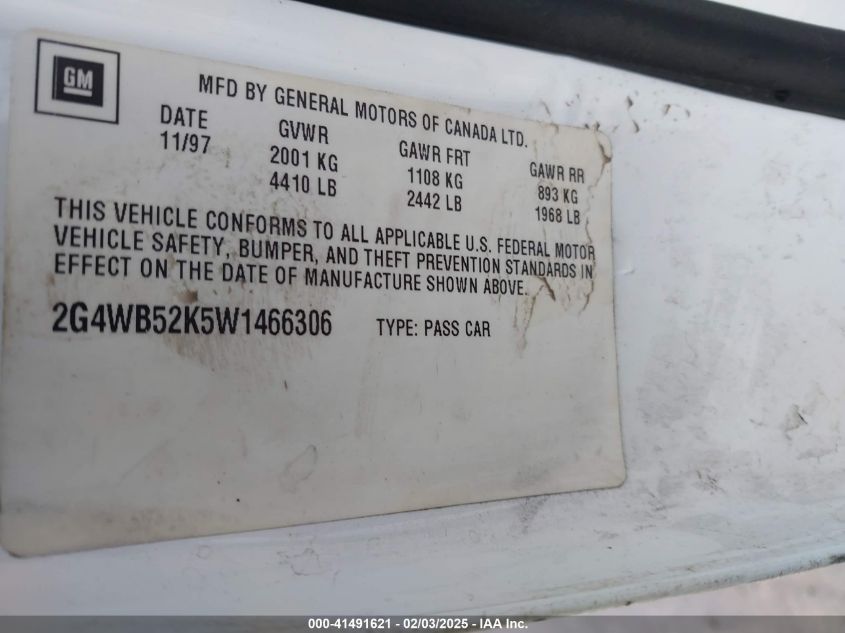 GM
MFD BY GENERAL MOTORS OF CANADA LTD.
DATE GVWR GAWR FRT GAWR RR
11/97 2001 KG 1108 KG 893 KG
4410 LB 2442 LB 1968 LB
THIS VEHICLE CONFORMS TO ALL APPLICABLE U.S. FEDERAL MOTOR
VEHICLE SAFETY, BUMPER, AND THEFT PREVENTION STANDARDS IN
EFFECT ON THE DATE OF MANUFACTURE SHOWN ABOVE.
2G4WB52K5W1466306 TYPE: PASS CAR
000-41491621 - 02/03/2025 - IAA Inc.